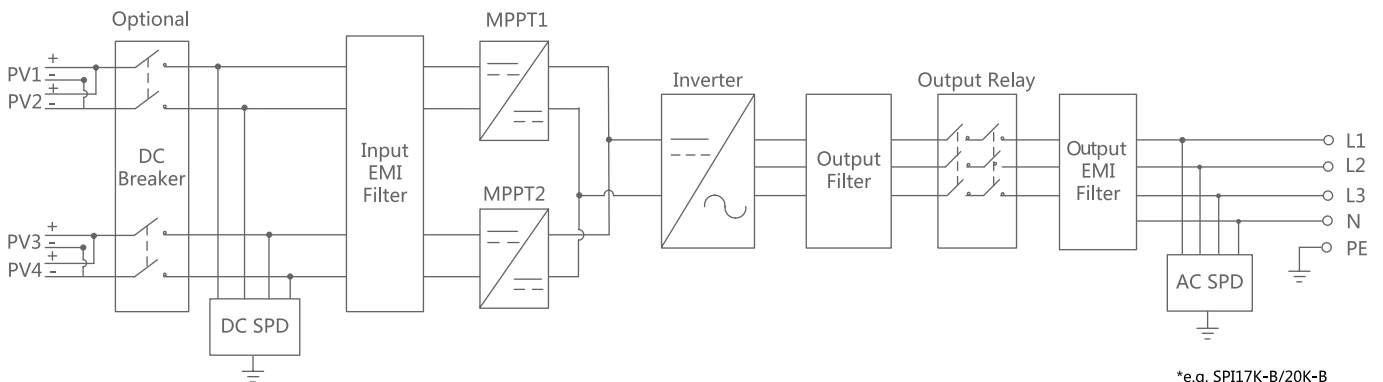 Optional
MPPT1
PV1
+
-
PV2
+
-
DC
Breaker
Input
EMI
Filter
Inverter
Output Relay
Output
Filter
Output
EMI
Filter
L1
L2
L3
N
PE
MPPT2
PV3
+
-
PV4
+
-
DC SPD
AC SPD
*e.g. SPI17K-B/20K-B